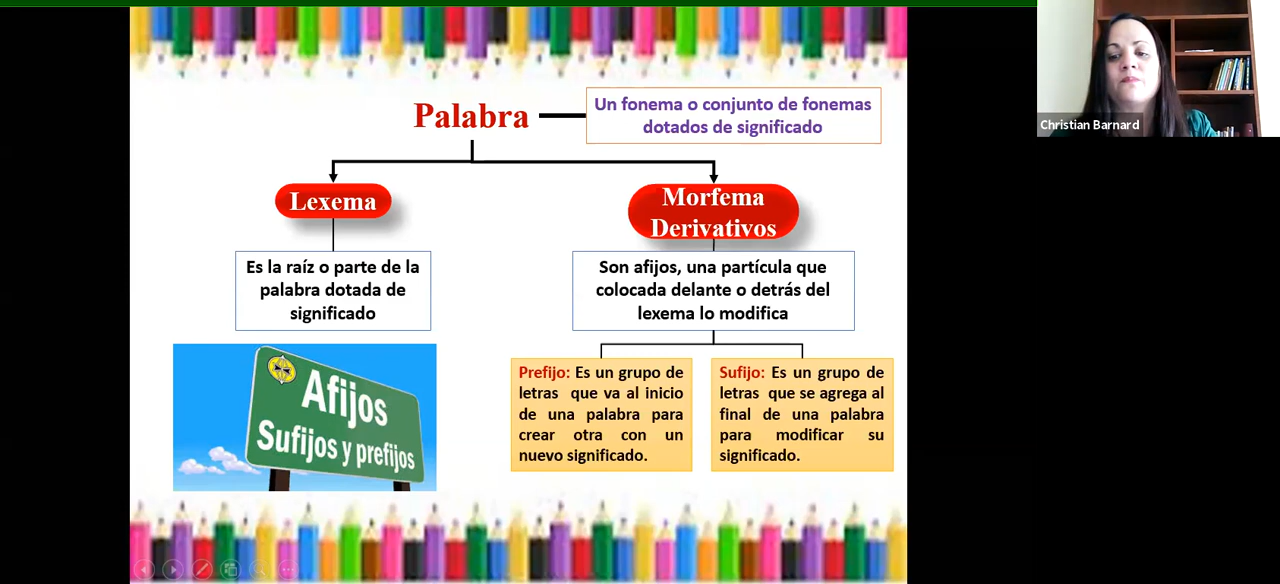 Palabra
Un fonema o conjunto de fonemas
dotados de significado
Lexema
Morfema
Derivativos
Es la raíz o parte de la
palabra dotada de
significado
Son afijos, una partícula que
colocada delante o detrás del
lexema lo modifica
Afijos
Sufijos y prefijos
Prefijo: Es un grupo de
letras que va al inicio
de una palabra para
crear otra con un
nuevo significado.
Sufijo: Es un grupo de
letras que se agrega al
final de una palabra
para modificar su
significado.
Christian Barnard